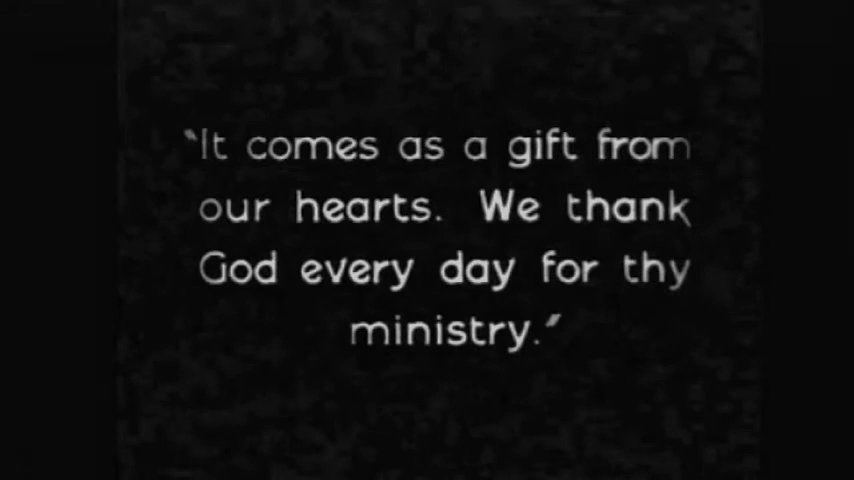 "It comes as a gift from
our hearts. We thank
God every day for thy
ministry."